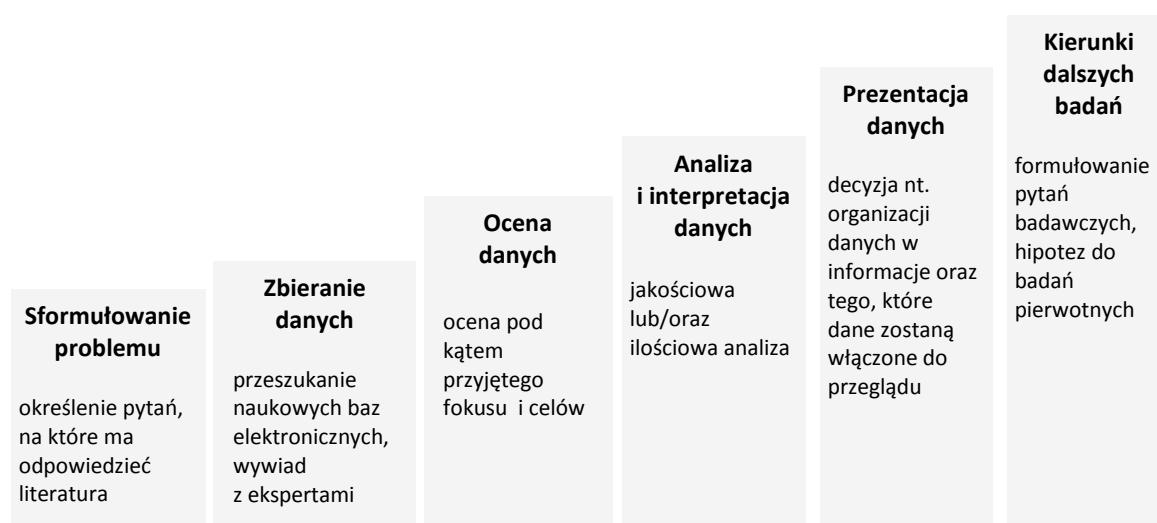 Sformułowanie
problemu
określenie pytań,
na które ma
odpowiedzieć
literatura
Zbieranie
danych
przeszukanie
naukowych baz
elektronicznych,
wywiad
z ekspertami
Ocena
danych
ocena pod
kątem
przyjętego
fokusu i celów
Analiza
i interpretacja
danych
jakościowa
lub/oraz
ilościowa analiza
Prezentacja
danych
decyzja nt.
organizacji
danych w
informacje oraz
tego, które
dane zostaną
włączone do
przeglądu
Kierunki
dalszych
badań
formułowanie
pytań
badawczych,
hipotez do
badań
pierwotnych